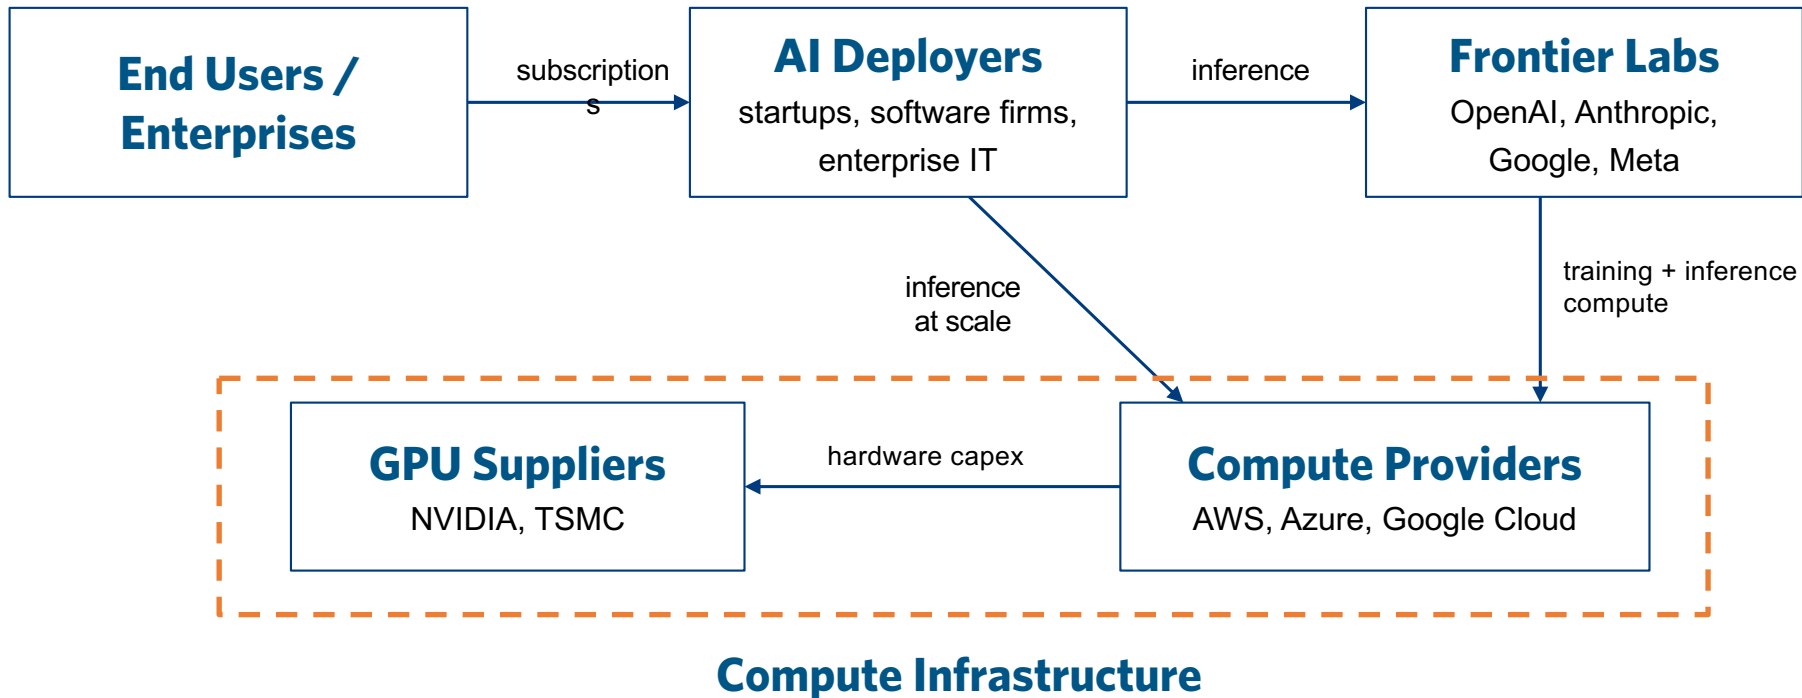 End Users /
Enterprises
subscription
s
AI Deployers
startups, software firms,
enterprise IT
inference
Frontier Labs
OpenAI, Anthropic,
Google, Meta
inference
at scale
training + inference
compute
GPU Suppliers
NVIDIA, TSMC
hardware capex
Compute Providers
AWS, Azure, Google Cloud
Compute Infrastructure